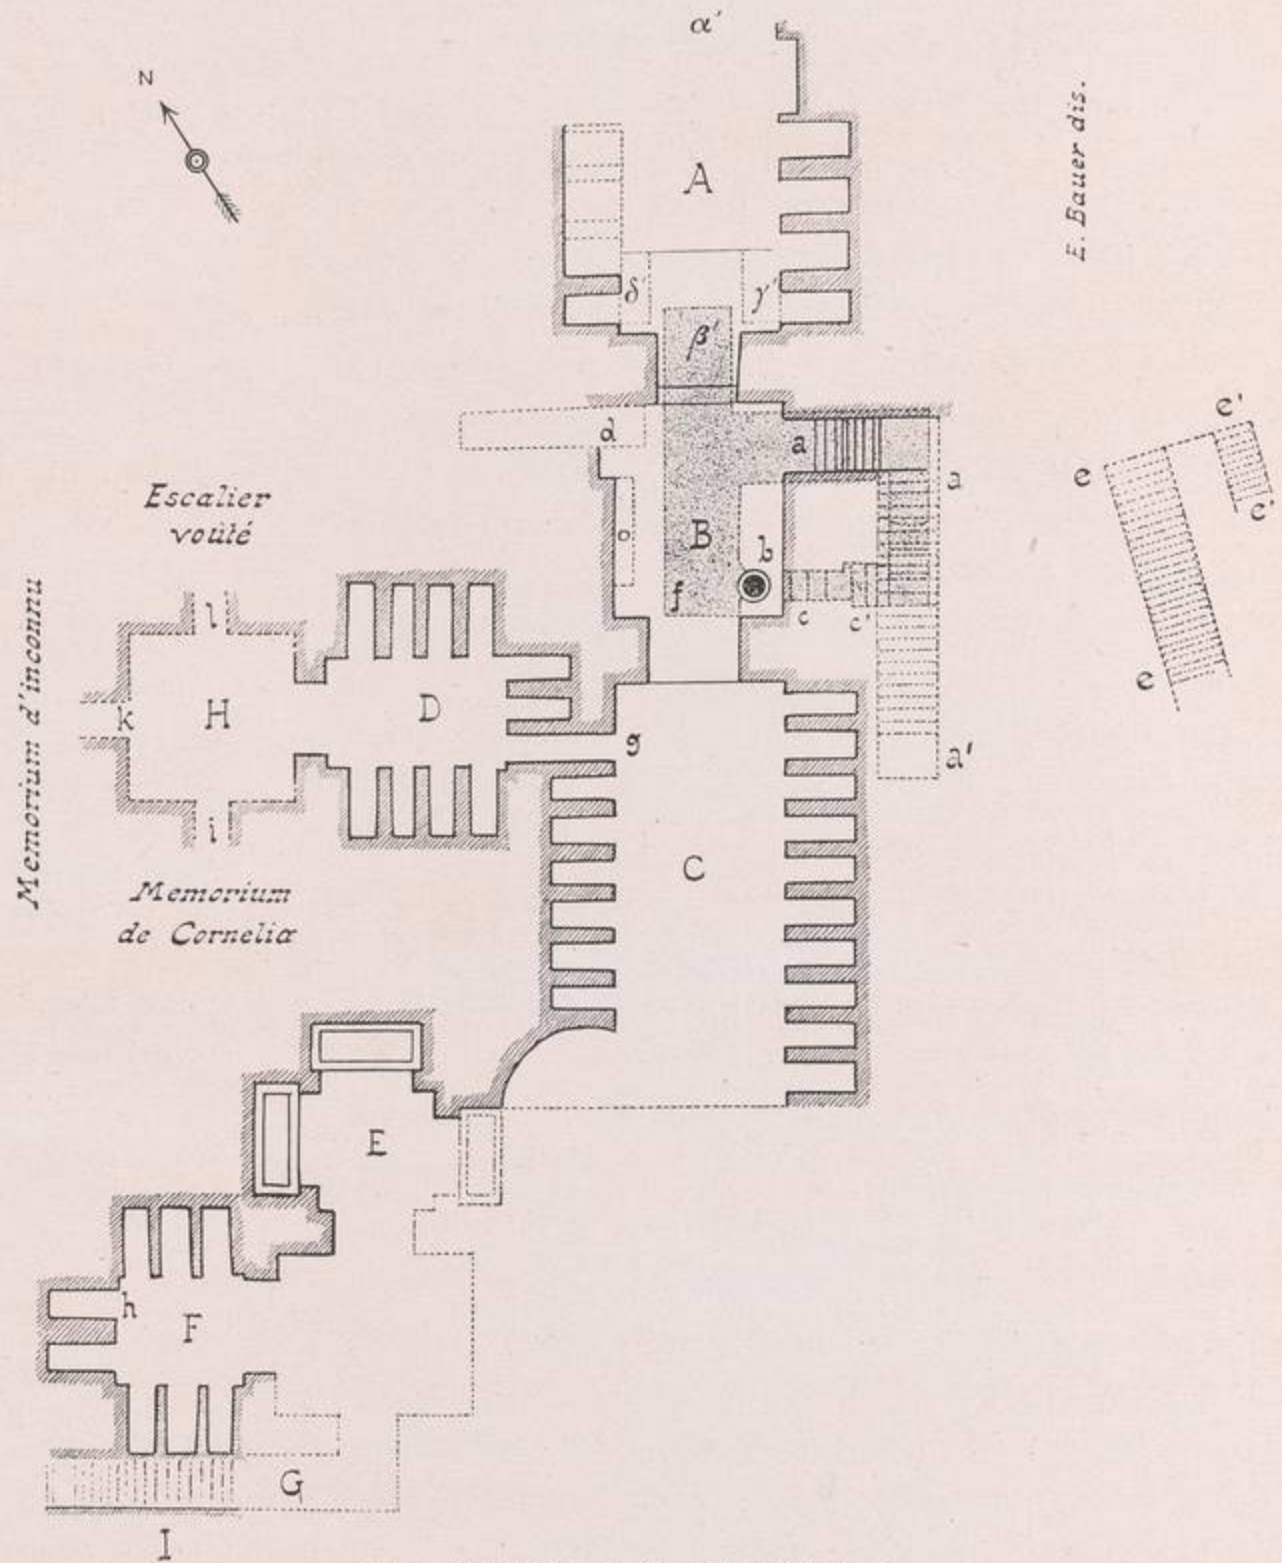 α'
N
E. Bauer dis.
A
δ'
γ'
β'
e'
d
a
e
a
e'
Escalier
voûté
o
B
b
f
c
c'
Memorium d'inconnu
l
k
H
D
e
g
a'
i
C
Memorium
de Corneliæ
E
h
F
G
I